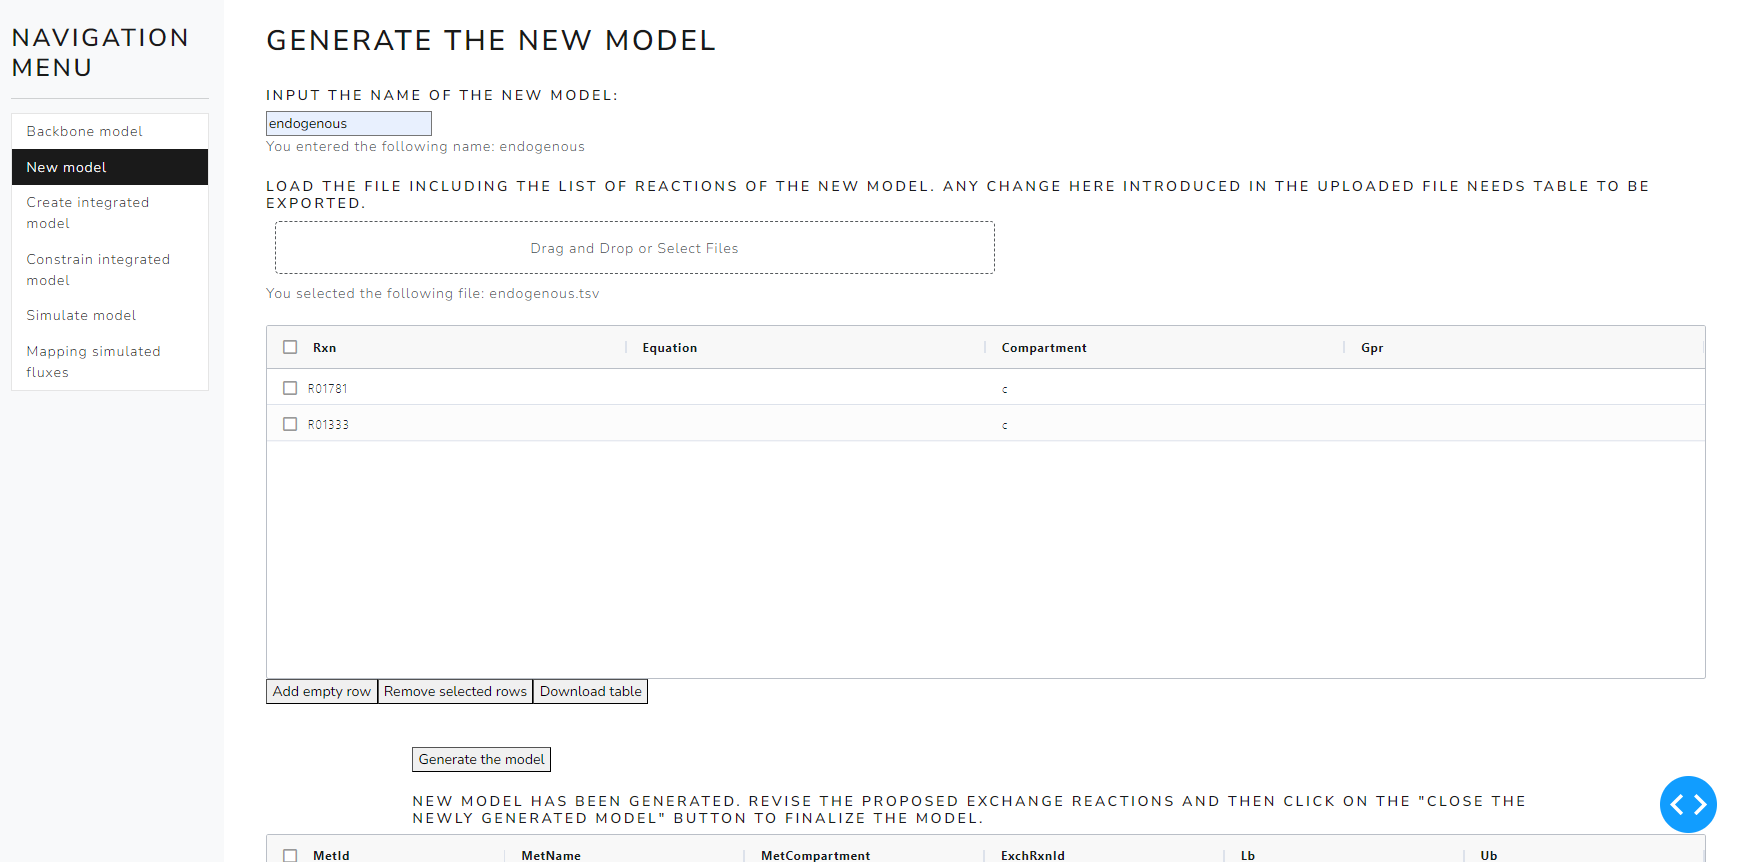 NAVIGATION
MENU
Backbone model
New model
Create integrated
model
Constrain integrated
model
Simulate model
Mapping simulated
fluxes
GENERATE THE NEW MODEL
INPUT THE NAME OF THE NEW MODEL:
endogenous
You entered the following name: endogenous
LOAD THE FILE INCLUDING THE LIST OF REACTIONS OF THE NEW MODEL. ANY CHANGE HERE INTRODUCED IN THE UPLOADED FILE NEEDS TABLE TO BE
EXPORTED.
Drag and Drop or Select Files
You selected the following file: endogenous.tsv
Rxn Equation Compartment Gpr
R01781 c
R01333 c
Add empty row Remove selected rows Download table
Generate the model
NEW MODEL HAS BEEN GENERATED. REVISE THE PROPOSED EXCHANGE REACTIONS AND THEN CLICK ON THE "CLOSE THE
NEWLY GENERATED MODEL" BUTTON TO FINALIZE THE MODEL.
MetId MetName MetCompartment ExchRxnId Lb Ub